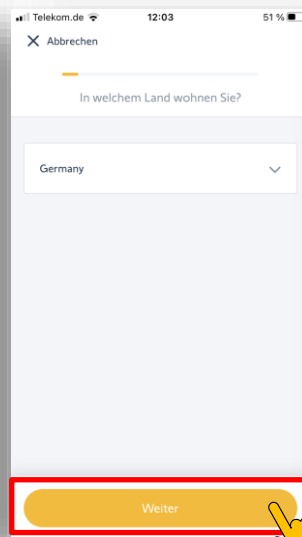 Telekom.de 12:03 51 %
Abbrechen
In welchem Land wohnen Sie?
Germany
Weiter